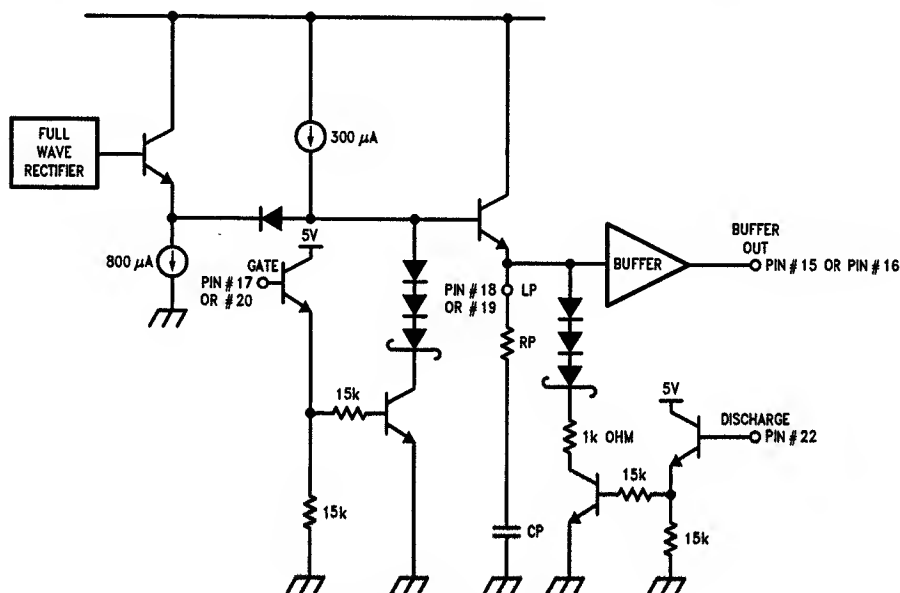 FULL
WAVE
RECTIFIER
300 µA
800 µA
5V
GATE
PIN #17
OR #20
PIN #18
OR #19
LP
BUFFER
BUFFER
OUT
PIN #15 OR PIN #16
RP
15k
15k
1k OHM
5V
DISCHARGE
PIN #22
15k
15k
CP